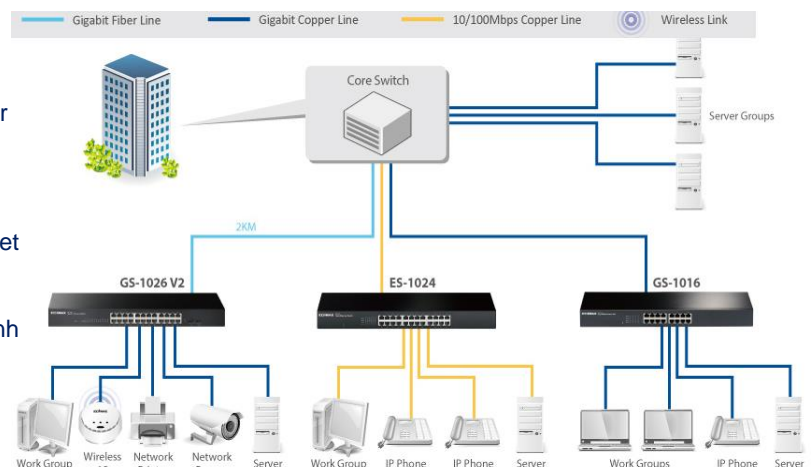 Gigabit Fiber Line
Gigabit Copper Line
10/100Mbps Copper Line
Wireless Link
Core Switch
Server Groups
r
et
nh
2KM
GS-1026 V2
ES-1024
GS-1016
Work Group
Wireless
Network
Network
Server
Work Group
IP Phone
IP Phone
Server
Work Groups
IP Phone
Server